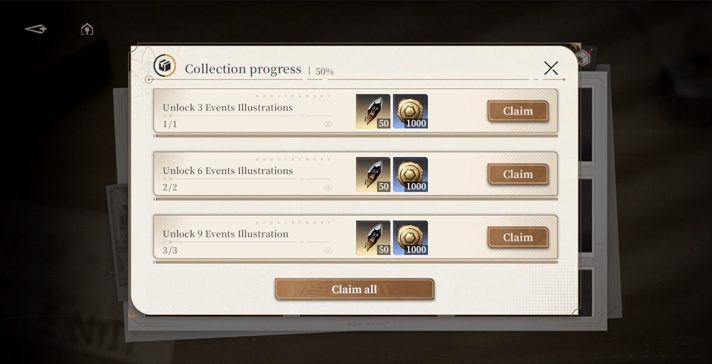 Collection progress | 50%
Unlock 3 Events Illustrations
1/1
50
1000
Claim
Unlock 6 Events Illustrations
2/2
50
1000
Claim
Unlock 9 Events Illustration
3/3
50
1000
Claim
Claim all